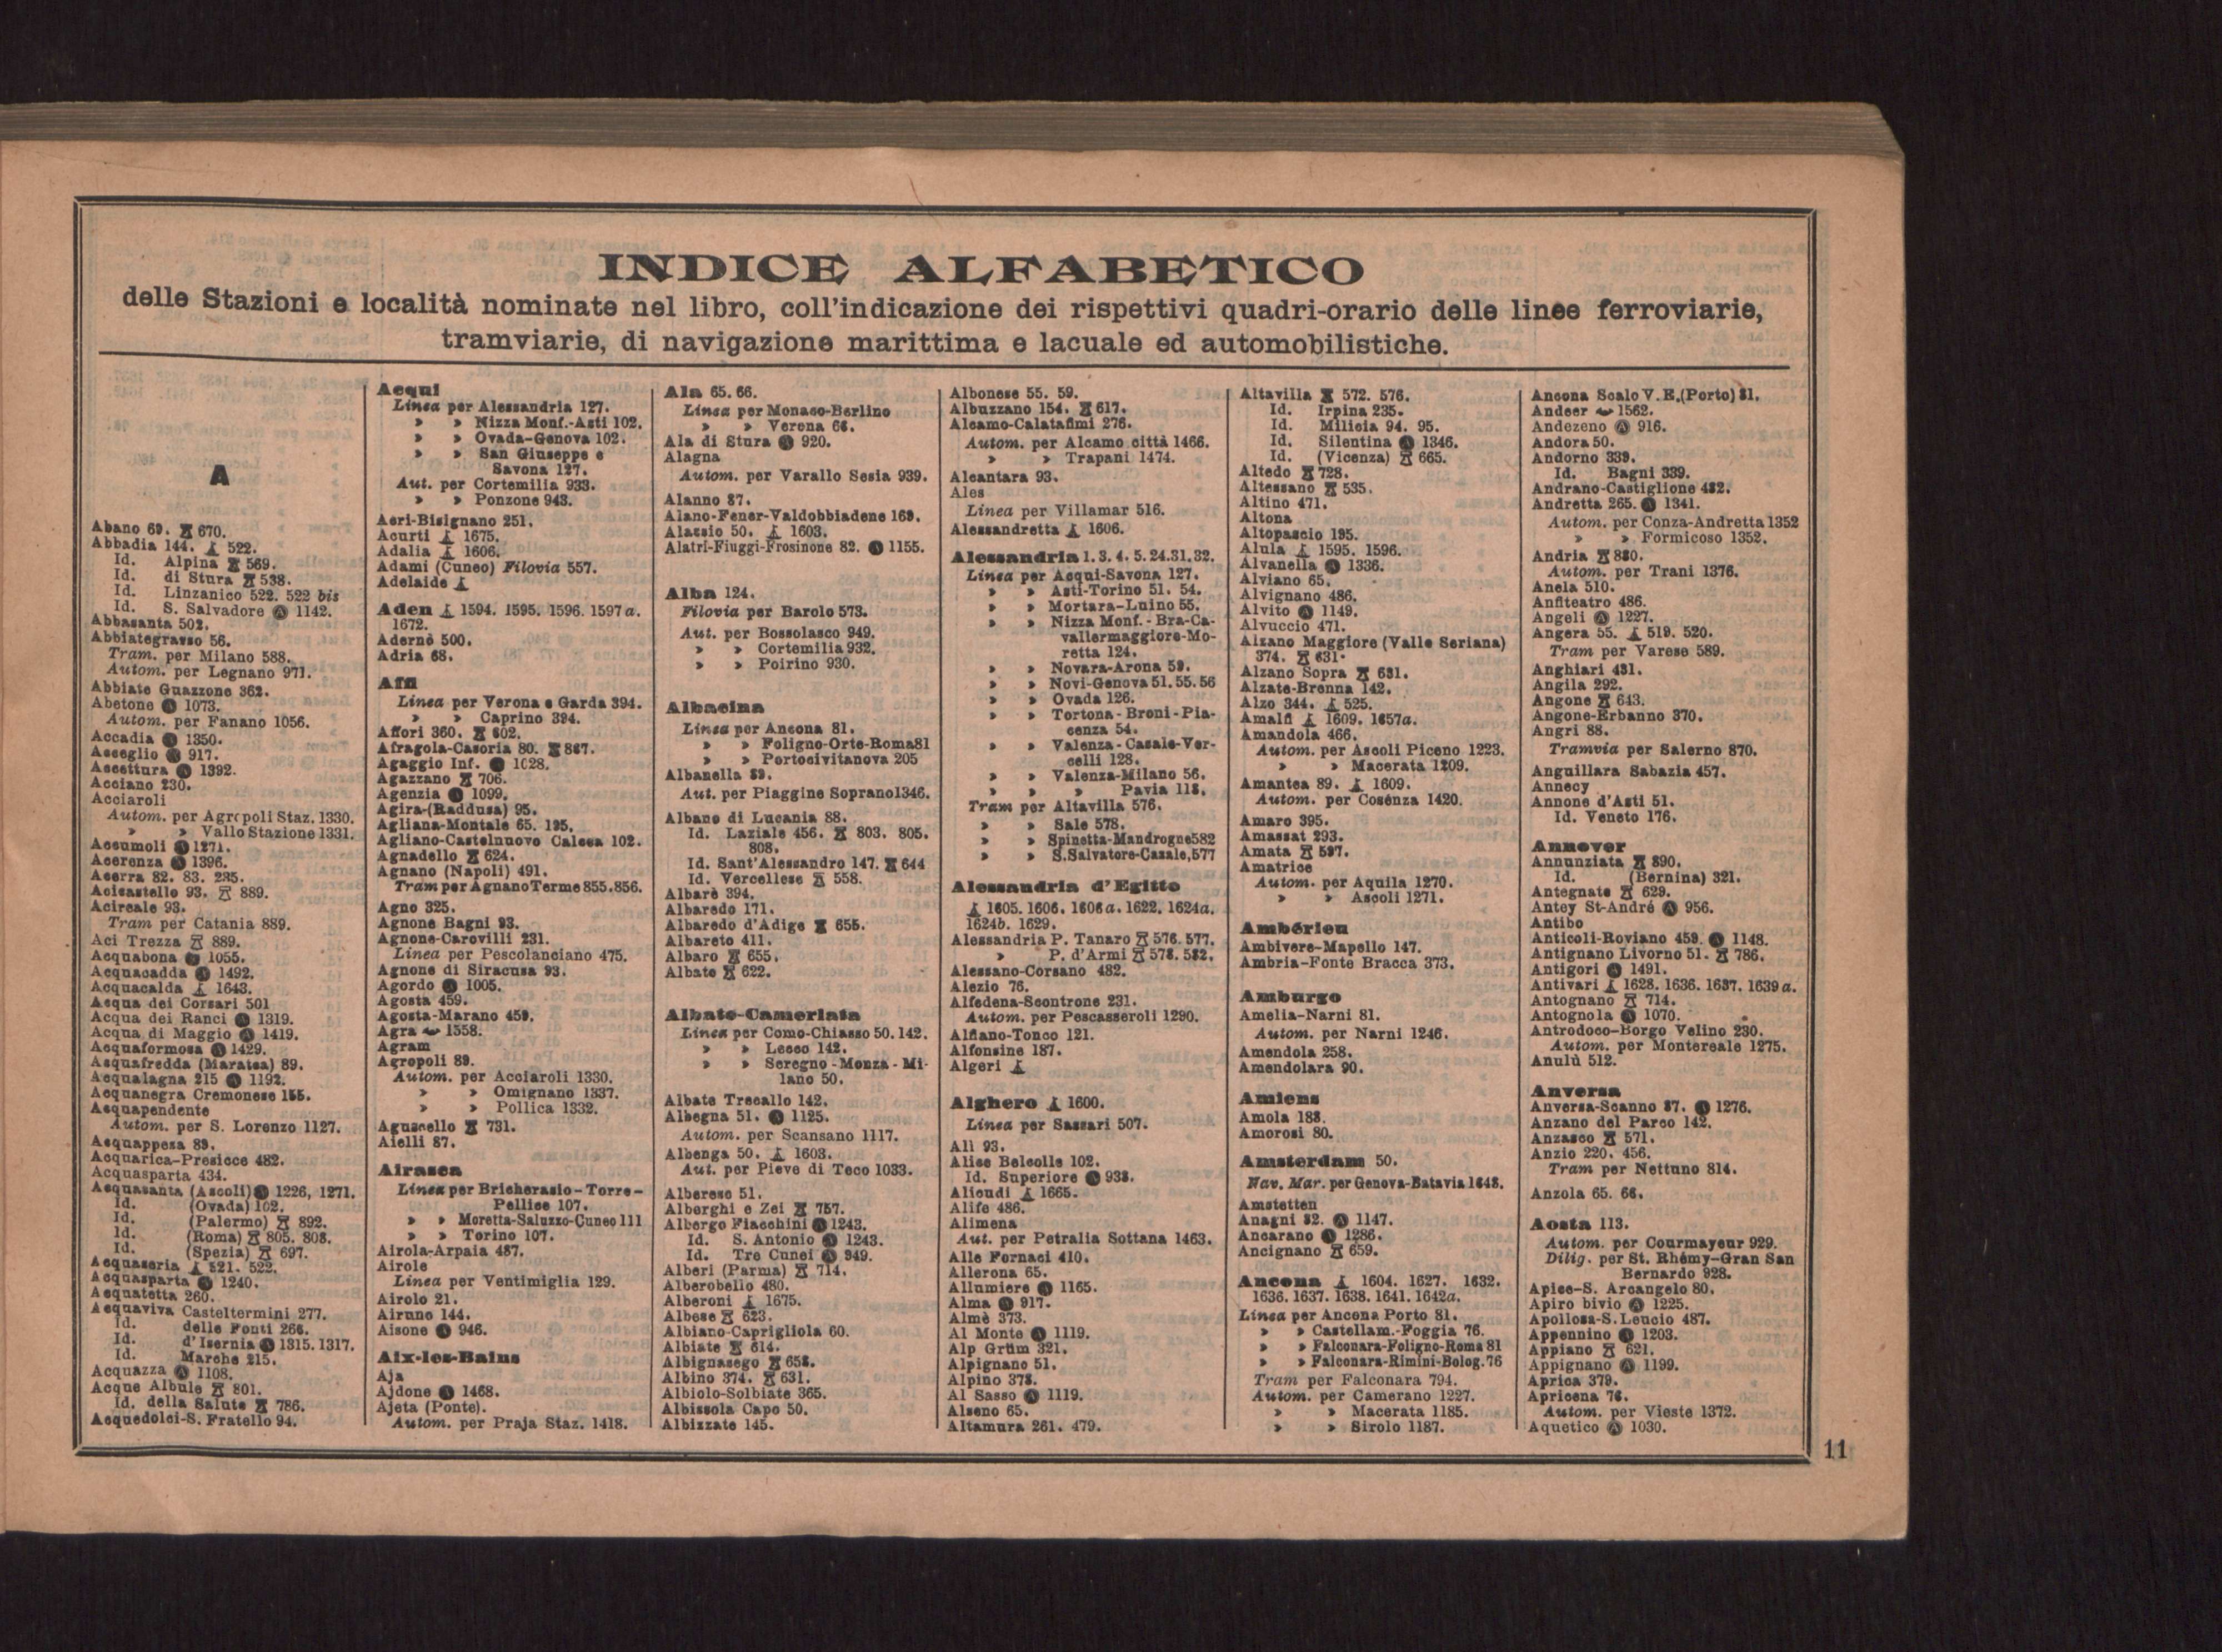 INDICE ALFABETICO
delle Stazioni e località nominate nel libro, coll'indicazione dei rispettivi quadri-orario delle linee ferroviarie,
tramviarie, di navigazione marittima e lacuale ed automobilistiche.
A
Abano 69. 670.
Abbadia 144. 522.
Id. Alpina 569.
Id. di Stura 538.
Id. Linzanico 522. 522 bis
Id. S. Salvadore Ⓐ 1142.
Abbasanta 502.
Abbiategrasso 56.
Tram. per Milano 588.
Autom. per Legnano 971.
Abbiate Guazzone 362.
Abetone Ⓐ 1073.
Autom. per Fanano 1056.
Accadia Ⓐ 1350.
Acceglio Ⓐ 917.
Accettura Ⓐ 1392.
Acciano 230.
Acciaroli
Autom. per Agropoli Staz. 1330.
» » Vallo Stazione 1331.
Accumoli Ⓐ 1271.
Acerenza Ⓐ 1396.
Acerra 82. 83. 235.
Acicastello 93. 889.
Acireale 93.
Tram per Catania 889.
Aci Trezza 889.
Acquabona Ⓐ 1055.
Acquacadda Ⓐ 1492.
Acquacalda 1643.
Acqua dei Corsari 501
Acqua dei Ranci Ⓐ 1319.
Acqua di Maggio Ⓐ 1419.
Acquaformosa Ⓐ 1429.
Acquafredda (Maratea) 89.
Acqualagna 215 Ⓐ 1192.
Acquanegra Cremonese 155.
Acquapendente
Autom. per S. Lorenzo 1127.
Acquappesa 89.
Acquarica-Presicce 482.
Acquasparta 434.
Acquasanta (Ascoli) Ⓐ 1226, 1271.
Id. (Ovada) 102.
Id. (Palermo) 892.
Id. (Roma) 805. 808.
Id. (Spezia) 697.
Acquaseria 521. 522.
Acquasparta Ⓐ 1240.
Acquatetta 260.
Acquaviva Casteltermini 277.
Id. delle Fonti 266.
Id. d'Isernia Ⓐ 1315. 1317.
Id. Marche 215.
Acquazza Ⓐ 1108.
Acque Albule 801.
Id. della Salute 786.
Acquedolci-S. Fratello 94.
Acqui
Linea per Alessandria 127.
» » Nizza Monf.-Asti 102.
» » Ovada-Genova 102.
» » San Giuseppe e
Savona 127.
Aut. per Cortemilia 933.
» » Ponzone 943.
Acri-Bisignano 251.
Acurti 1675.
Adalia 1606.
Adami (Cuneo) Filovia 557.
Adelaide
Aden 1594. 1595. 1596. 1597a.
1672.
Adernò 500.
Adria 68.
Affi
Linea per Verona e Garda 394.
» » Caprino 394.
Affori 360. 602.
Afragola-Casoria 80. 867.
Agaggio Inf. Ⓐ 1028.
Agazzano 706.
Agenzia Ⓐ 1099.
Agira-(Raddusa) 95.
Agliana-Montale 65. 195.
Agliano-Castelnuovo Calcea 102.
Agnadello 624.
Agnano (Napoli) 491.
Tram per Agnano Terme 855. 856.
Agno 325.
Agnone Bagni 93.
Agnone-Carovilli 231.
Linea per Pescolanciano 475.
Agnone di Siracusa 93.
Agordo Ⓐ 1005.
Agosta 459.
Agosta-Marano 459.
Agra 1558.
Agram
Agropoli 89.
Autom. per Acciaroli 1330.
» » Omignano 1337.
» » Pollica 1332.
Aguscello 731.
Aielli 87.
Airasca
Linea per Bricherasio-Torre-
Pellice 107.
» » Moretta-Saluzzo-Cuneo 111
» » Torino 107.
Airola-Arpaia 487.
Airole
Linea per Ventimiglia 129.
Airolo 21.
Airuno 144.
Aisone Ⓐ 946.
Aix-les-Bains
Aja
Ajdone Ⓐ 1468.
Ajeta (Ponte).
Autom. per Praja Staz. 1418.
Ala 65. 66.
Linea per Monaco-Berlino
» » Verona 66.
Ala di Stura Ⓐ 920.
Alagna
Autom. per Varallo Sesia 939.
Alanno 87.
Alano-Fener-Valdobbiadene 169.
Alassio 50. 1603.
Alatri-Fiuggi-Frosinone 82. Ⓐ 1155.
Alba 124.
Filovia per Barolo 573.
Aut. per Bossolasco 949.
» » Cortemilia 932.
» » Poirino 930.
Albacina
Linea per Ancona 81.
» » Foligno-Orte-Roma 81
» » Portocivitanova 205
Albanella 89.
Aut. per Piaggine Soprano 1346.
Albano di Lucania 88.
Id. Laziale 456. 803. 805.
808.
Id. Sant'Alessandro 147. 644
Id. Vercellese 558.
Albarè 394.
Albaredo 171.
Albaredo d'Adige 655.
Albareto 411.
Albaro 655.
Albate 622.
Albate-Camerlata
Linea per Como-Chiasso 50. 142.
» » Lecco 142.
» » Seregno-Monza-Mi-
lano 50.
Albate Trecallo 142.
Albegna 51. Ⓐ 1125.
Autom. per Scansano 1117.
Albenga 50. 1603.
Aut. per Pieve di Teco 1033.
Alberese 51.
Alberghi e Zei 757.
Albergo Fiacchini Ⓐ 1243.
Id. S. Antonio Ⓐ 1243.
Id. Tre Cunei Ⓐ 949.
Alberi (Parma) 714.
Alberobello 480.
Alberoni 1675.
Albese 623.
Albiano-Caprigliola 60.
Albiate 614.
Albignasego 658.
Albino 374. 631.
Albiolo-Solbiate 365.
Albissola Capo 50.
Albizzate 145.
Albonese 55. 59.
Albuzzano 154. 617.
Alcamo-Calatafimi 276.
Autom. per Alcamo città 1466.
» » Trapani 1474.
Alcantara 93.
Ales
Linea per Villamar 516.
Alessandretta 1606.
Alessandria 1. 3. 4. 5. 24. 31. 32.
Linea per Acqui-Savona 127.
» » Asti-Torino 51. 54.
» » Mortara-Luino 55.
» » Nizza Monf.-Bra-Ca-
vallermaggiore-Mo-
retta 124.
» » Novara-Arona 59.
» » Novi-Genova 51. 55. 56
» » Ovada 126.
» » Tortona-Broni-Pia-
cenza 54.
» » Valenza-Casale-Ver-
celli 128.
» » Valenza-Milano 56.
» » » Pavia 118.
Tram per Altavilla 576.
» » Sale 578.
» » Spinetta-Mandrogne 582
» » S. Salvatore-Casale, 577
Alessandria d'Egitto
1605. 1606. 1606a. 1622. 1624a.
1624b. 1629.
Alessandria P. Tanaro 576. 577.
» P. d'Armi 578. 582.
Alessano-Corsano 482.
Alezio 76.
Alfedena-Scontrone 231.
Autom. per Pescasseroli 1290.
Alfiano-Tonco 121.
Alfonsine 187.
Algeri
Alghero 1600.
Linea per Sassari 507.
Alì 93.
Alice Belcolle 102.
Id. Superiore Ⓐ 938.
Alicudi 1665.
Alife 486.
Alimena
Aut. per Petralia Sottana 1463.
Alle Fornaci 410.
Allerona 65.
Allumiere Ⓐ 1165.
Alma Ⓐ 917.
Almè 373.
Al Monte Ⓐ 1119.
Alp Grüm 321.
Alpignano 51.
Alpino 378.
Al Sasso Ⓐ 1119.
Alseno 65.
Altamura 261. 479.
Altavilla 572. 576.
Id. Irpina 235.
Id. Milicia 94. 95.
Id. Silentina Ⓐ 1346.
Id. (Vicenza) 665.
Altedo 728.
Altessano 535.
Altino 471.
Altona
Altopascio 195.
Alula 1595. 1596.
Alvanella Ⓐ 1336.
Alviano 65.
Alvignano 486.
Alvito Ⓐ 1149.
Alvuccio 471.
Alzano Maggiore (Valle Seriana)
374. 631.
Alzano Sopra 631.
Alzate-Brenna 142.
Alzo 344. 525.
Amalfi 1609. 1657a.
Amandola 466.
Autom. per Ascoli Piceno 1223.
» » Macerata 1209.
Amantea 89. 1609.
Autom. per Cosenza 1420.
Amaro 395.
Amassat 293.
Amata 597.
Amatrice
Autom. per Aquila 1270.
» » Ascoli 1271.
Ambérieu
Ambivere-Mapello 147.
Ambria-Fonte Bracca 373.
Amburgo
Amelia-Narni 81.
Autom. per Narni 1246.
Amendola 258.
Amendolara 90.
Amiens
Amola 188.
Amorosi 80.
Amsterdam 50.
Nav. Mar. per Genova-Batavia 1648.
Amstetten
Anagni 82. Ⓐ 1147.
Ancarano Ⓐ 1286.
Ancignano 659.
Ancona 1604. 1627. 1632.
1636. 1637. 1638. 1641. 1642a.
Linea per Ancona Porto 81.
» » Castellam.-Foggia 76.
» » Falconara-Foligno-Roma 81
» » Falconara-Rimini-Bolog. 76
Tram per Falconara 794.
Autom. per Camerano 1227.
» » Macerata 1185.
» » Sirolo 1187.
Ancona Scalo V. E. (Porto) 81.
Andeer 1562.
Andezeno Ⓐ 916.
Andora 50.
Andorno 339.
Id. Bagni 339.
Andrano-Castiglione 482.
Andretta 265. Ⓐ 1341.
Autom. per Conza-Andretta 1352
» » Formicoso 1352.
Andria 880.
Autom. per Trani 1376.
Anela 510.
Anfiteatro 486.
Angeli Ⓐ 1227.
Angera 55. 519. 520.
Tram per Varese 589.
Anghiari 431.
Angila 292.
Angone 643.
Angone-Erbanno 370.
Angri 88.
Tramvia per Salerno 870.
Anguillara Sabazia 457.
Annecy
Annone d'Asti 51.
Id. Veneto 176.
Annover
Annunziata 890.
Id. (Bernina) 321.
Antegnate 629.
Antey St-André Ⓐ 956.
Antibo
Anticoli-Roviano 459. Ⓐ 1148.
Antignano Livorno 51. 786.
Antigori Ⓐ 1491.
Antivari 1628. 1636. 1637. 1639a.
Antognano 714.
Antognola Ⓐ 1070.
Antrodoco-Borgo Velino 230.
Autom. per Montereale 1275.
Anulù 512.
Anversa
Anversa-Scanno 87. Ⓐ 1276.
Anzano del Parco 142.
Anzasco 571.
Anzio 220. 456.
Tram per Nettuno 814.
Anzola 65. 66.
Aosta 113.
Autom. per Courmayeur 929.
Dilig. per St. Rhémy-Gran San
Bernardo 928.
Apice-S. Arcangelo 80.
Apiro bivio Ⓐ 1225.
Apollosa-S. Leucio 487.
Appennino Ⓐ 1203.
Appiano 621.
Appignano Ⓐ 1199.
Aprica 379.
Apricena 76.
Autom. per Vieste 1372.
Aquetico Ⓐ 1030.
11